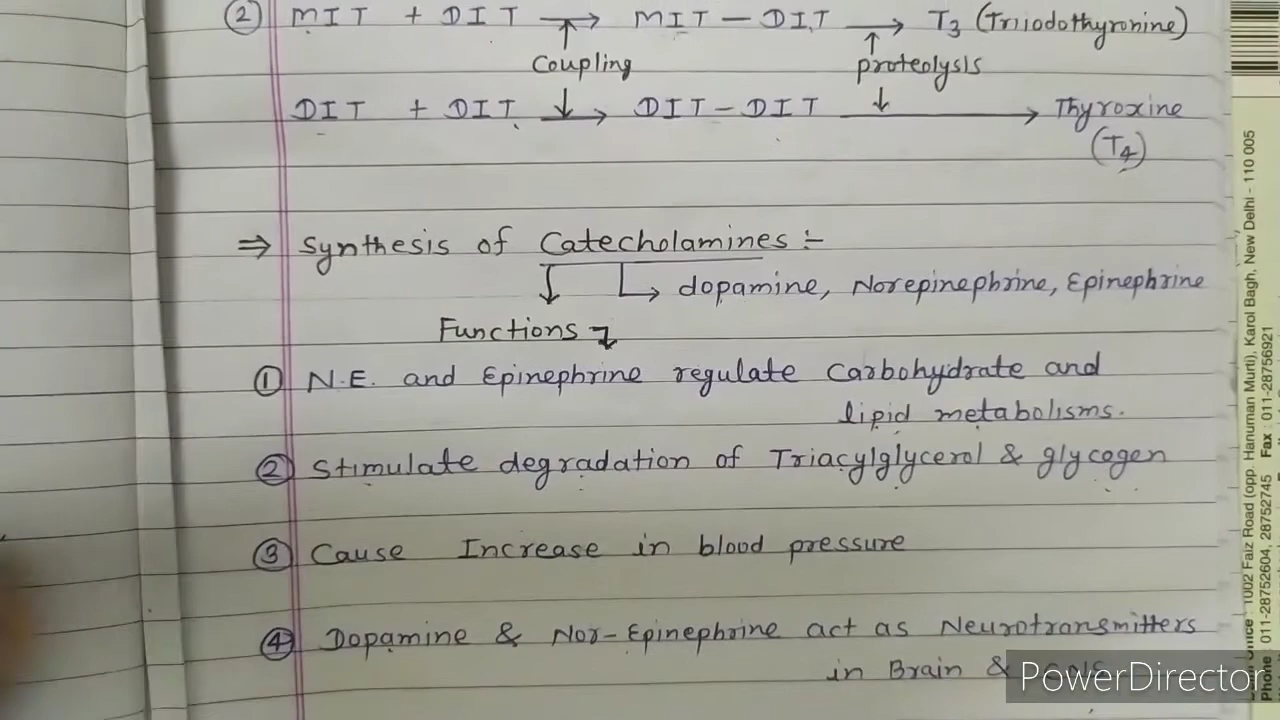 ② MIT + DIT → MIT - DIT → T3 (Triiodothyronine)
Coupling proteolysis
DIT + DIT → DIT - DIT → Thyroxine
(T4)
⇒ Synthesis of Catecholamines :-
→ dopamine, Norepinephrine, Epinephrine
Functions
① N.E. and Epinephrine regulate Carbohydrate and
lipid metabolisms.
② Stimulate degradation of Triacylglycerol & glycogen
③ Cause Increase in blood pressure
④ Dopamine & Nor-Epinephrine act as Neurotransmitters
in Brain &
PowerDirector
1002 Faiz Road (opp. Hanuman Murti), Karol Bagh, New Delhi - 110 005
Phone : 011-28752604, 28752745 Fax : 011-28756921